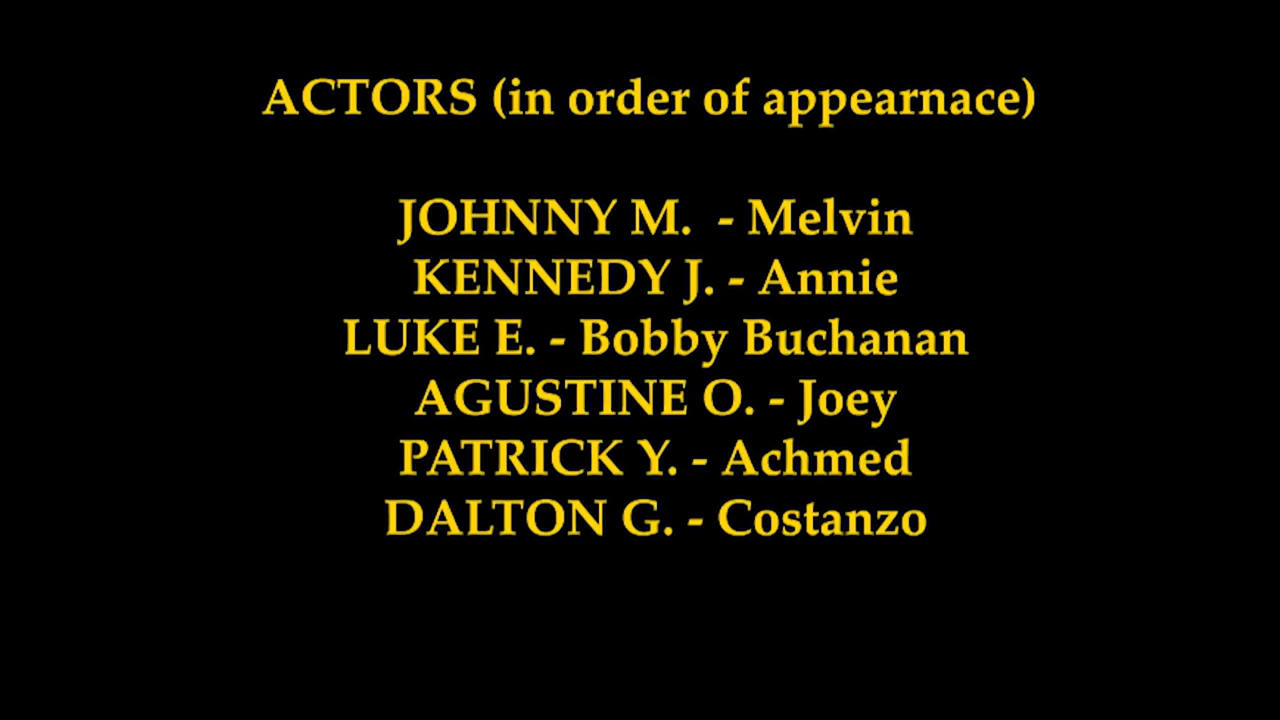 ACTORS (in order of appearnace)
JOHNNY M.  - Melvin
KENNEDY J. - Annie
LUKE E. - Bobby Buchanan
AGUSTINE O. - Joey
PATRICK Y. - Achmed
DALTON G. - Costanzo